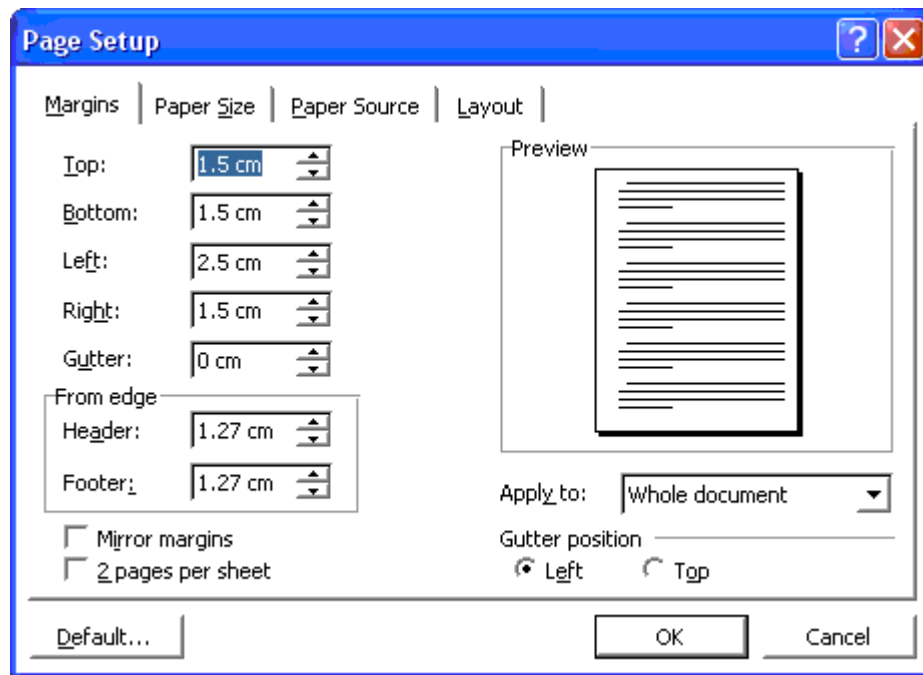 Page Setup
Margins Paper Size Paper Source Layout
Top: 1.5 cm
Bottom: 1.5 cm
Left: 2.5 cm
Right: 1.5 cm
Gutter: 0 cm
From edge
Header: 1.27 cm
Footer: 1.27 cm
Mirror margins
2 pages per sheet
Preview
Apply to: Whole document
Gutter position
Left Top
Default... OK Cancel